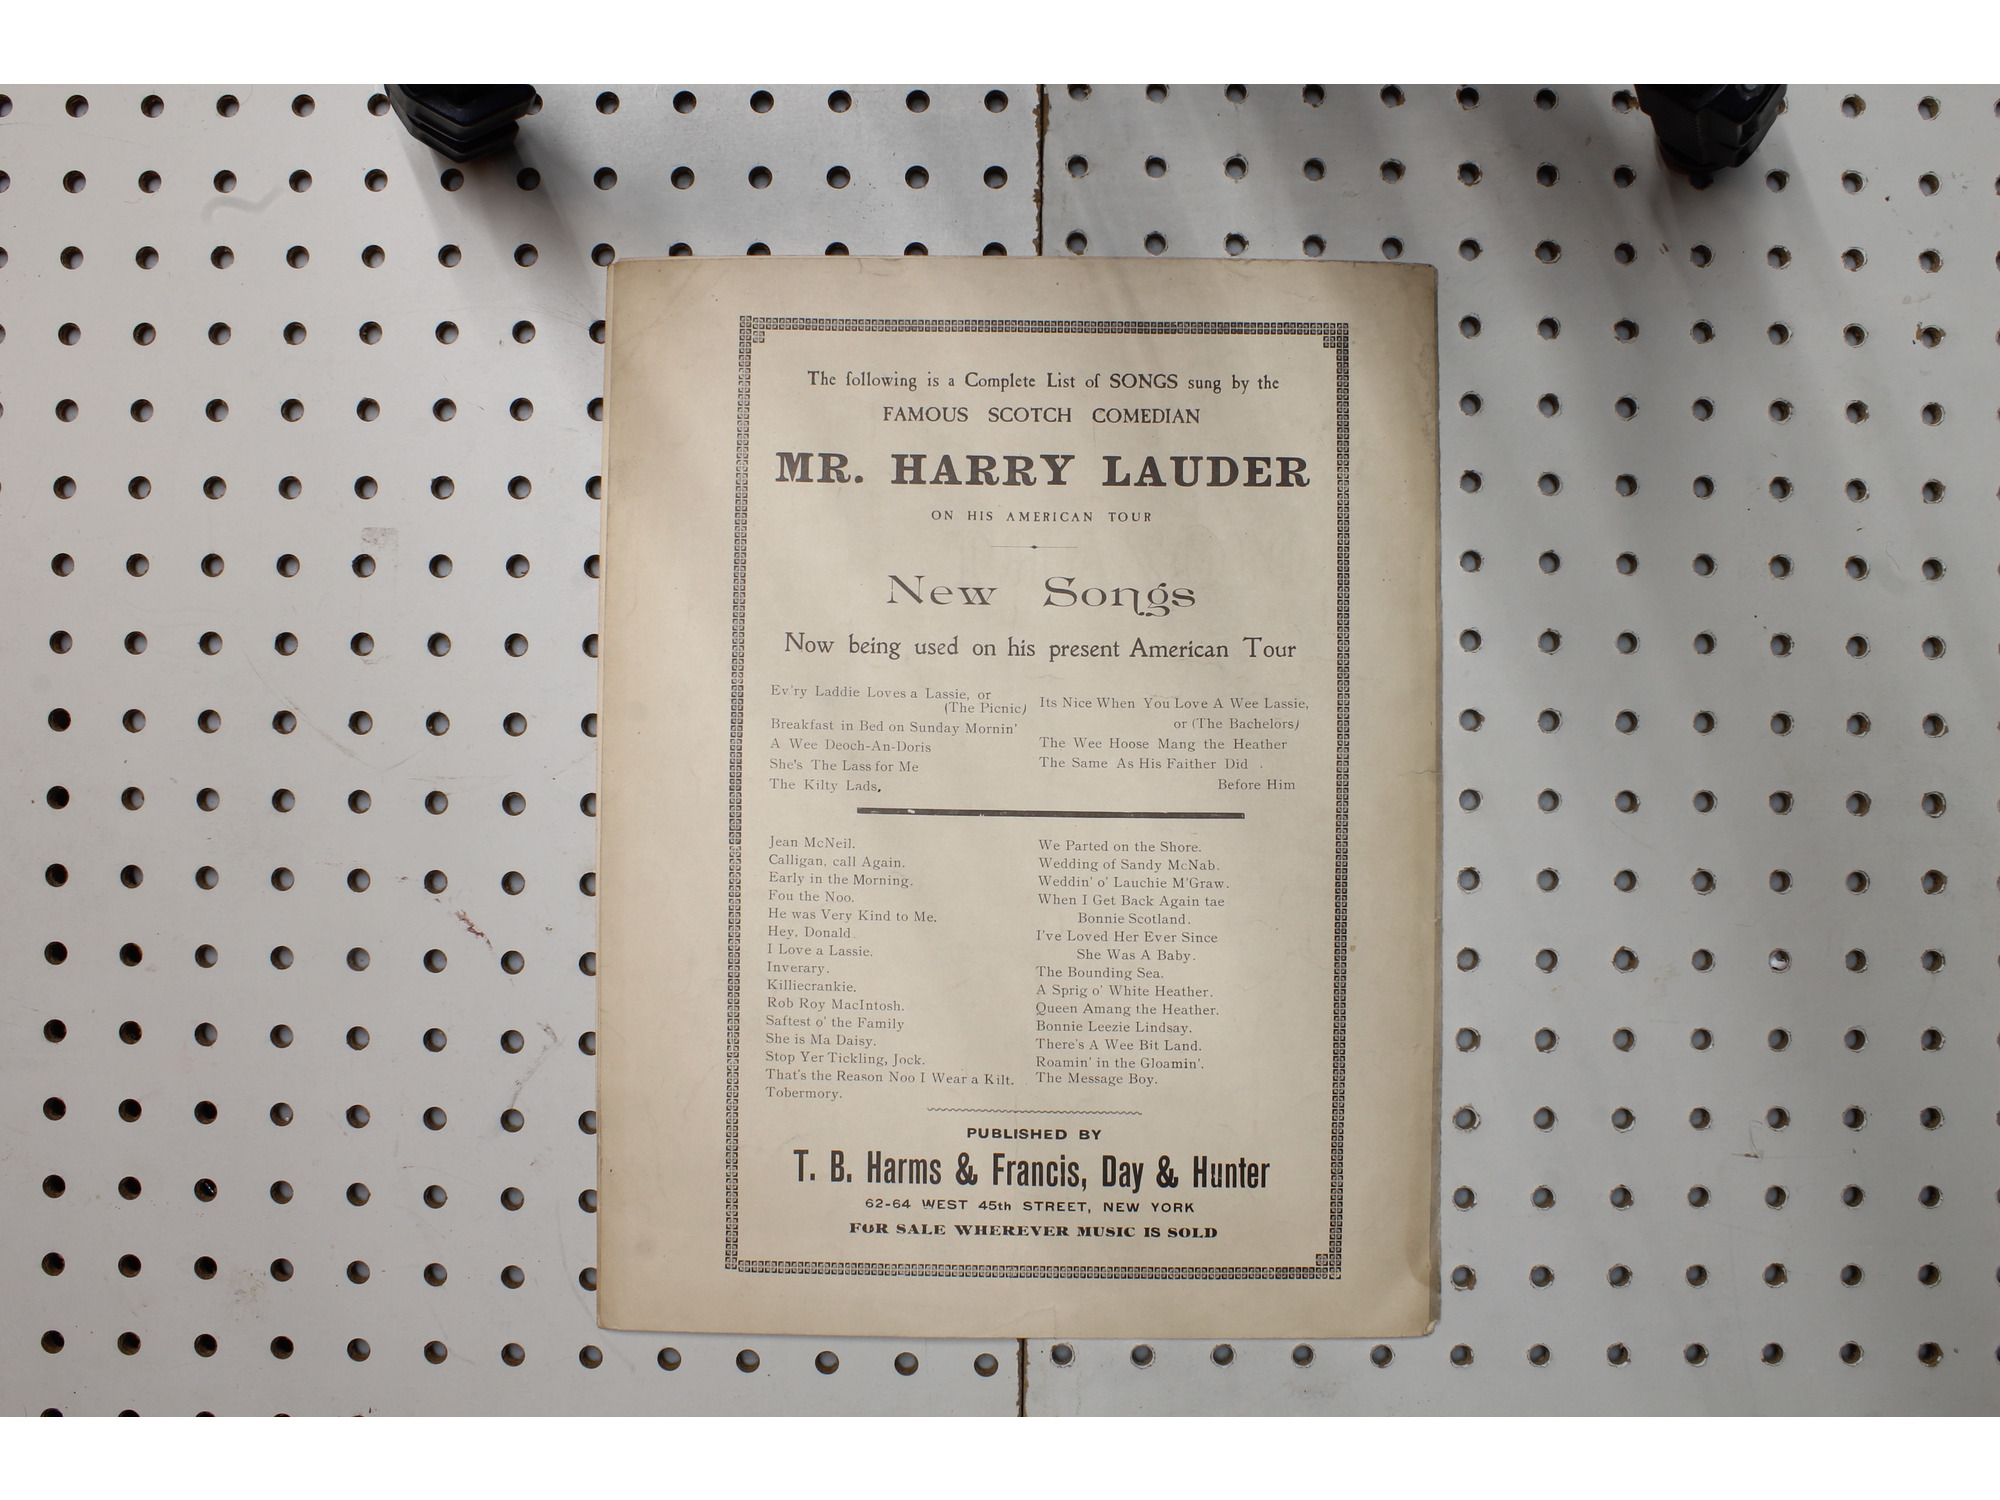 The following is a Complete List of SONGS sung by the
FAMOUS SCOTCH COMEDIAN
MR. HARRY LAUDER
ON HIS AMERICAN TOUR
New Songs
Now being used on his present American Tour
Ev'ry Laddie Loves a Lassie, or
(The Picnic)
Breakfast in Bed on Sunday Mornin'
A Wee Deoch-An-Doris
She's The Lass for Me
The Kilty Lads.
Its Nice When You Love A Wee Lassie,
or (The Bachelors)
The Wee Hoose Mang the Heather
The Same As His Faither Did
Before Him
Jean McNeil.
Calligan, call Again.
Early in the Morning.
Fou the Noo.
He was Very Kind to Me.
Hey, Donald
I Love a Lassie.
Inverary.
Killiecrankie.
Rob Roy MacIntosh.
Saftest o' the Family
She is Ma Daisy.
Stop Yer Tickling, Jock.
That's the Reason Noo I Wear a Kilt.
Tobermory.
We Parted on the Shore.
Wedding of Sandy McNab.
Weddin' o' Lauchie M'Graw.
When I Get Back Again tae
Bonnie Scotland.
I've Loved Her Ever Since
She Was A Baby.
The Bounding Sea.
A Sprig o' White Heather.
Queen Amang the Heather.
Bonnie Leezie Lindsay.
There's A Wee Bit Land.
Roamin' in the Gloamin'.
The Message Boy.
PUBLISHED BY
T. B. Harms & Francis, Day & Hunter
62-64 WEST 45th STREET, NEW YORK
FOR SALE WHEREVER MUSIC IS SOLD